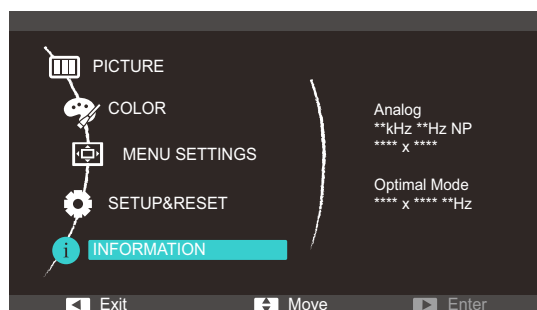 PICTURE
COLOR
MENU SETTINGS
SETUP&RESET
INFORMATION
Analog
**kHz **Hz NP
**** x ****
Optimal Mode
**** x **** **Hz
Exit
Move
Enter